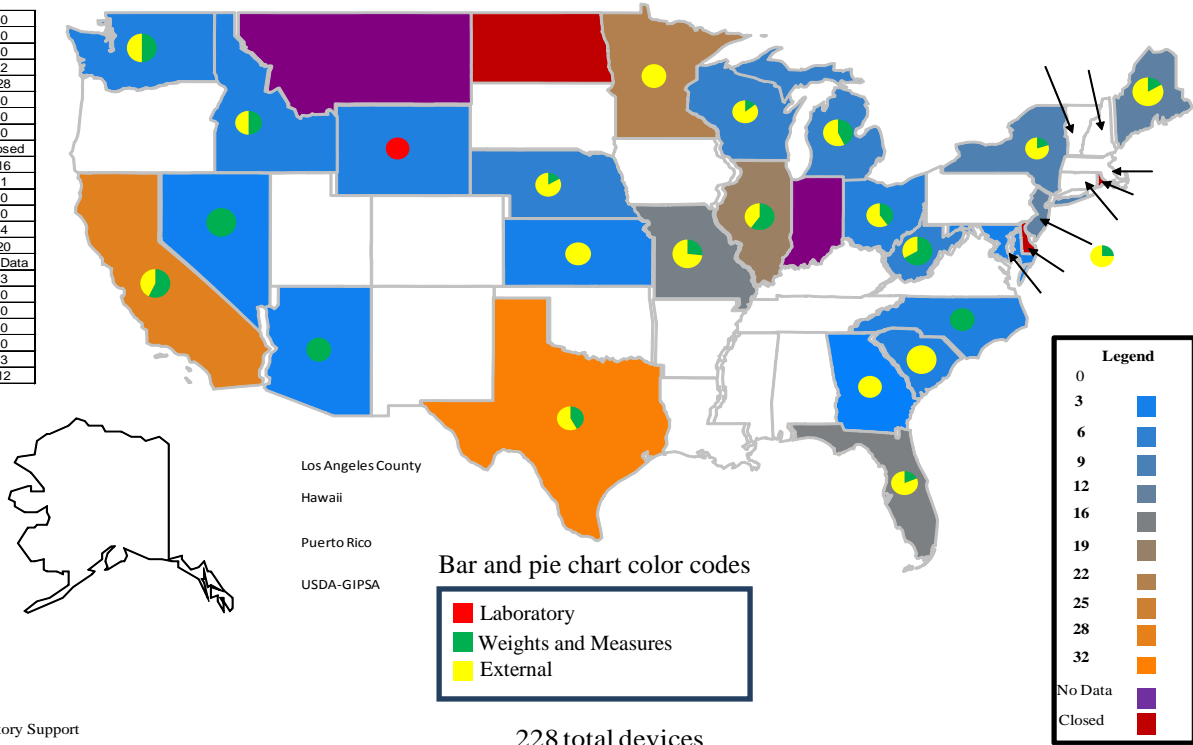 0
0
0
2
28
0
0
0
losed
16
1
0
0
4
20
Data
3
0
0
0
0
3
12
Los Angeles County
Hawaii
Puerto Rico
USDA-GIPSA
Bar and pie chart color codes
Laboratory
Weights and Measures
External
228 total devices
tory Support
Legend
0
3
6
9
12
16
19
22
25
28
32
No Data
Closed